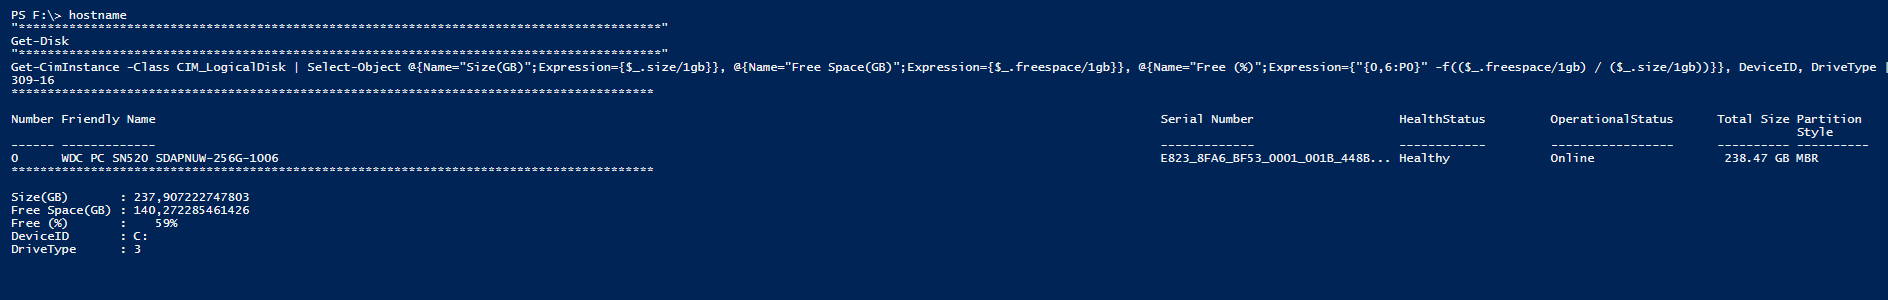 PS F:\> hostname
"*****************************************************************************************"
Get-Disk
"*****************************************************************************************"
Get-CimInstance -Class CIM_LogicalDisk | Select-Object @{Name="Size(GB)";Expression={$_.size/1gb}}, @{Name="Free Space(GB)";Expression={$_.freespace/1gb}}, @{Name="Free (%)";Expression={"{0,6:P0}" -f(($_.freespace/1gb) / ($_.size/1gb))}}, DeviceID, DriveType |
309-16
*****************************************************************************************
Number Friendly Name Serial Number HealthStatus OperationalStatus Total Size Partition
Style
------ ------------- ------------- ------------ ----------------- ---------- ----------
0 WDC PC SN520 SDAPNUW-256G-1006 E823_8FA6_BF53_0001_001B_448B... Healthy Online 238.47 GB MBR
*****************************************************************************************
Size(GB) : 237,907222747803
Free Space(GB) : 140,272285461426
Free (%) : 59%
DeviceID : C:
DriveType : 3